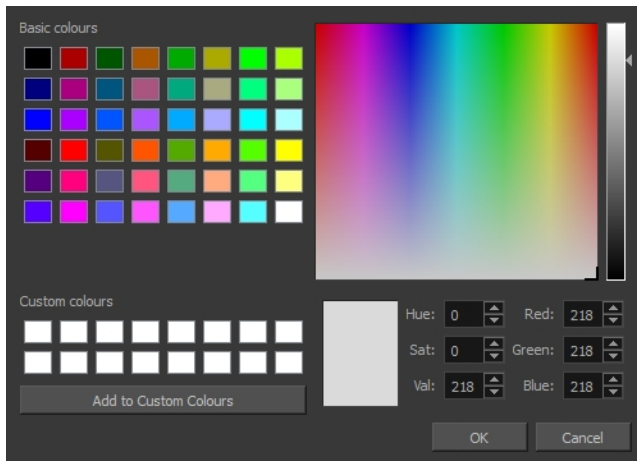 Basic colours
Custom colours
Add to Custom Colours
Hue: 0 Red: 218
Sat: 0 Green: 218
Val: 218 Blue: 218
OK Cancel